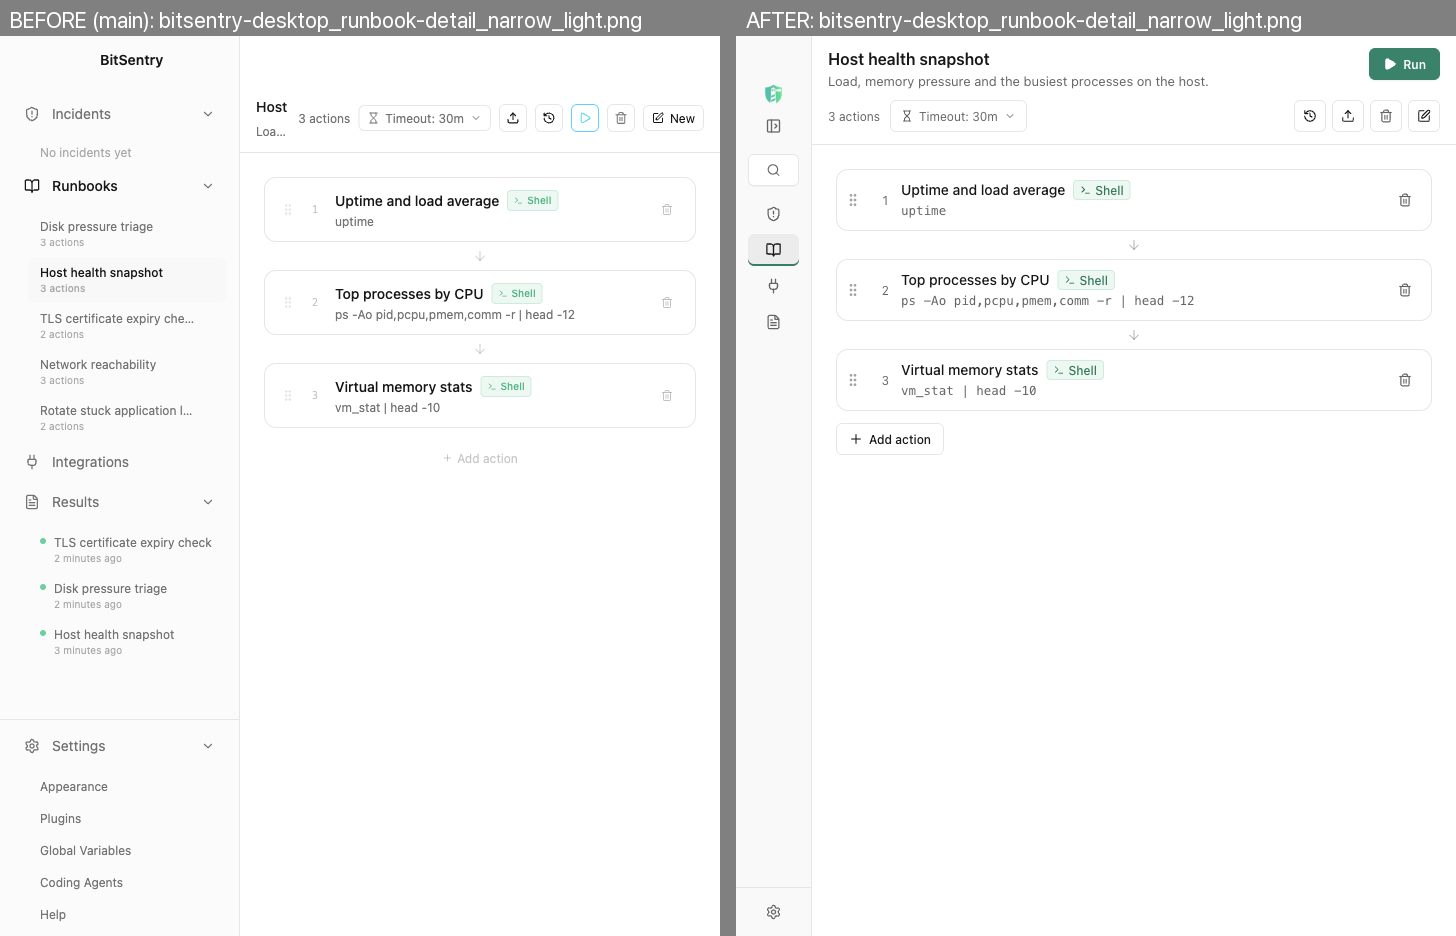 BEFORE (main): bitsentry-desktop_runbook-detail_narrow_light.png
BitSentry
Incidents
No incidents yet
Runbooks
Disk pressure triage
3 actions
Host health snapshot
3 actions
TLS certificate expiry che...
2 actions
Network reachability
3 actions
Rotate stuck application l...
2 actions
Integrations
Results
TLS certificate expiry check
2 minutes ago
Disk pressure triage
2 minutes ago
Host health snapshot
3 minutes ago
Settings
Appearance
Plugins
Global Variables
Coding Agents
Help
Host
Loa...
3 actions
Timeout: 30m
New
1 Uptime and load average Shell
uptime
2 Top processes by CPU Shell
ps -Ao pid,pcpu,pmem,comm -r | head -12
3 Virtual memory stats Shell
vm_stat | head -10
+ Add action
AFTER: bitsentry-desktop_runbook-detail_narrow_light.png
Host health snapshot
Run
Load, memory pressure and the busiest processes on the host.
3 actions Timeout: 30m
1 Uptime and load average Shell
uptime
2 Top processes by CPU Shell
ps -Ao pid,pcpu,pmem,comm -r | head -12
3 Virtual memory stats Shell
vm_stat | head -10
+ Add action